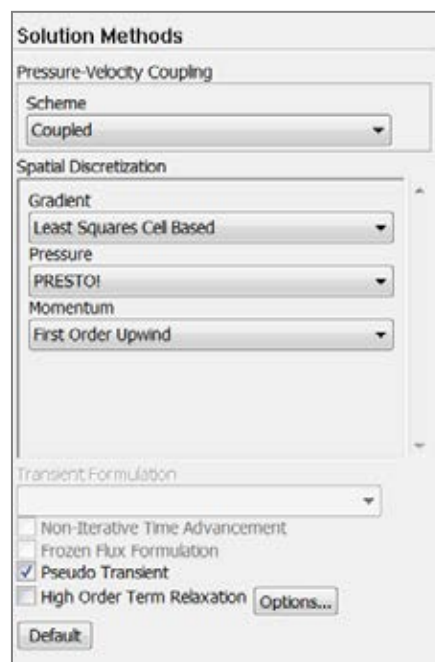 Solution Methods
Pressure-Velocity Coupling
Scheme
Coupled
Spatial Discretization
Gradient
Least Squares Cell Based
Pressure
PRESTO!
Momentum
First Order Upwind
Transient Formulation
Non-Iterative Time Advancement
Frozen Flux Formulation
Pseudo Transient
High Order Term Relaxation Options...
Default